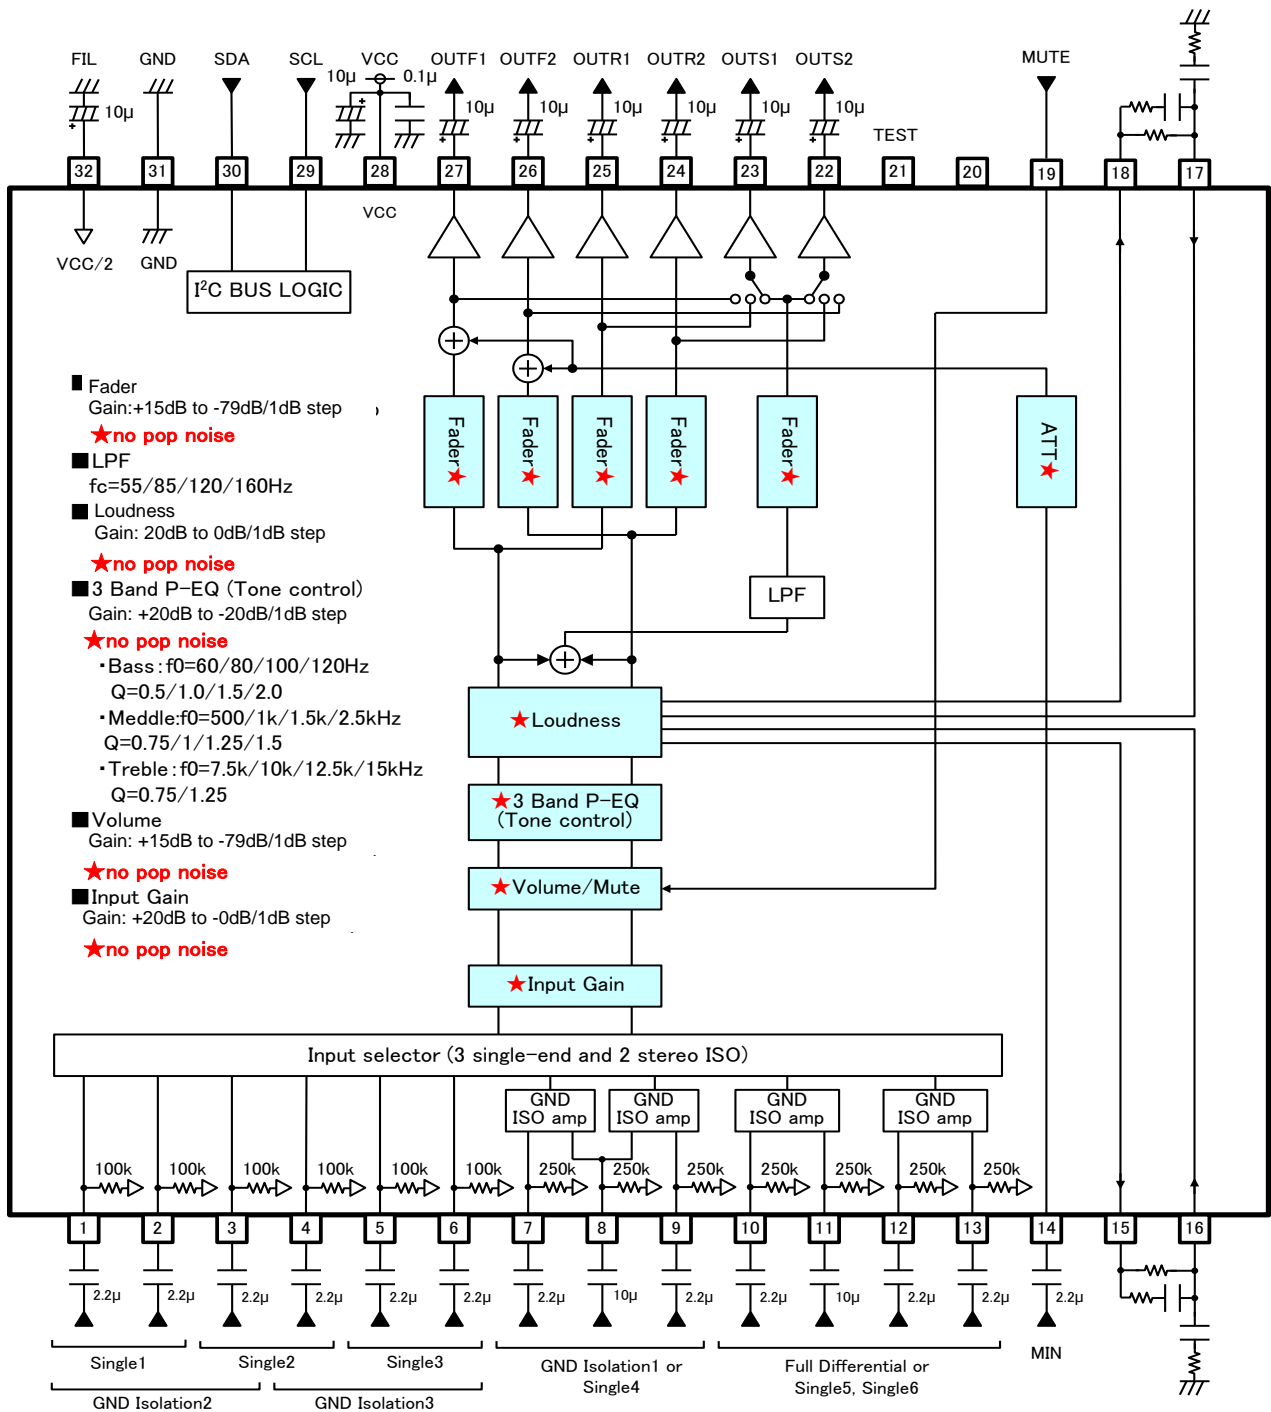 FIL GND SDA SCL VCC OUTF1 OUTF2 OUTR1 OUTR2 OUTS1 OUTS2 MUTE
10μ 10μ 0.1μ 10μ 10μ 10μ 10μ 10μ 10μ
TEST
32 31 30 29 28 27 26 25 24 23 22 21 20 19 18 17
VCC
VCC/2 GND
I²C BUS LOGIC
■ Fader
Gain:+15dB to -79dB/1dB step
★no pop noise
■LPF
fc=55/85/120/160Hz
■ Loudness
Gain: 20dB to 0dB/1dB step
★no pop noise
■3 Band P-EQ (Tone control)
Gain: +20dB to -20dB/1dB step
★no pop noise
・Bass:f0=60/80/100/120Hz
Q=0.5/1.0/1.5/2.0
・Meddle:f0=500/1k/1.5k/2.5kHz
Q=0.75/1/1.25/1.5
・Treble:f0=7.5k/10k/12.5k/15kHz
Q=0.75/1.25
■Volume
Gain: +15dB to -79dB/1dB step
★no pop noise
■Input Gain
Gain: +20dB to -0dB/1dB step
★no pop noise
Fader★ Fader★ Fader★ Fader★ Fader ATT★
LPF
★Loudness
★3 Band P-EQ
(Tone control)
★Volume/Mute
★Input Gain
Input selector (3 single-end and 2 stereo ISO)
GND
ISO amp
GND
ISO amp
GND
ISO amp
GND
ISO amp
100k 100k 100k 100k 100k 100k 250k 250k 250k 250k 250k 250k 250k
1 2 3 4 5 6 7 8 9 10 11 12 13 14 15 16
2.2μ 2.2μ 2.2μ 2.2μ 2.2μ 2.2μ 2.2μ 10μ 2.2μ 2.2μ 10μ 2.2μ 2.2μ 2.2μ
Single1 Single2 Single3
GND Isolation1 or
Single4
Full Differential or
Single5, Single6
MIN
GND Isolation2 GND Isolation3